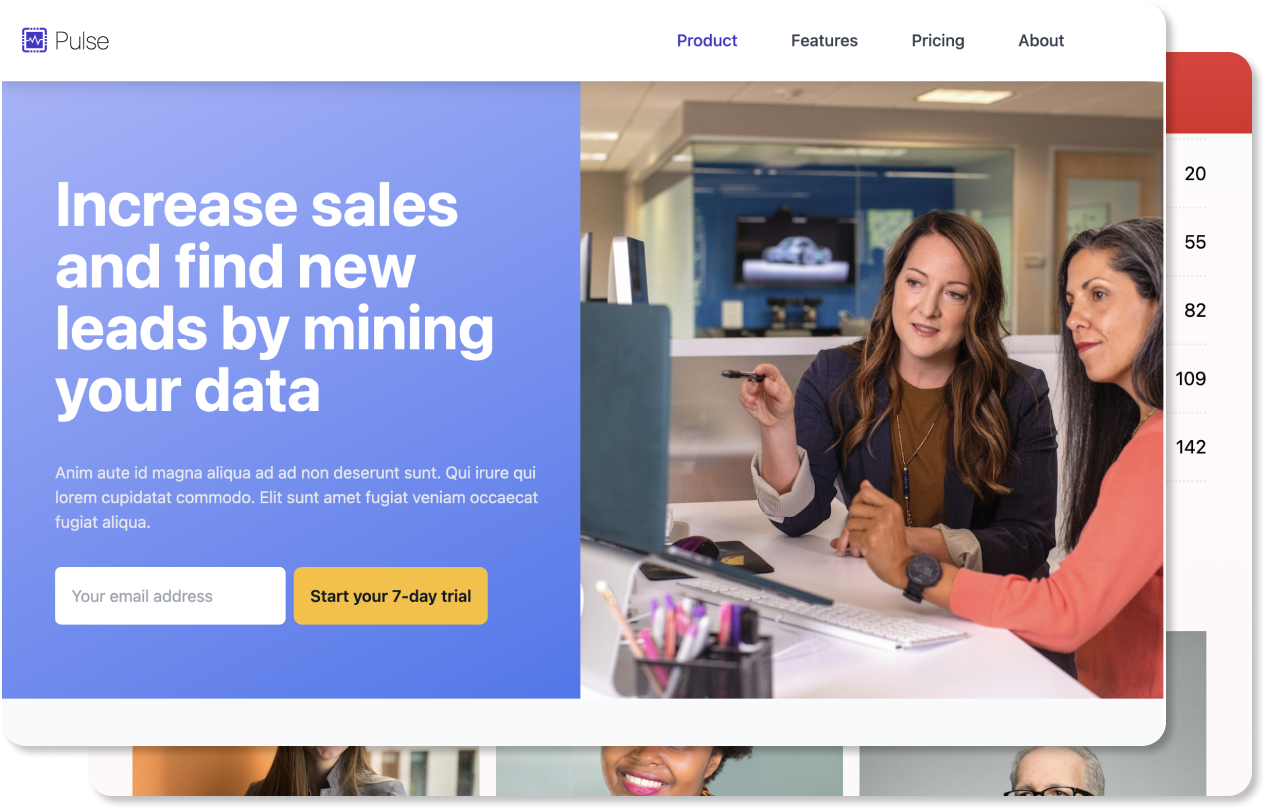 Pulse
Product
Features
Pricing
About
Increase sales
and find new
leads by mining
your data
Anim aute id magna aliqua ad ad non deserunt sunt. Qui irure qui
lorem cupidatat commodo. Elit sunt amet fugiat veniam occaecat
fugiat aliqua.
Your email address
Start your 7-day trial
20
55
82
109
142